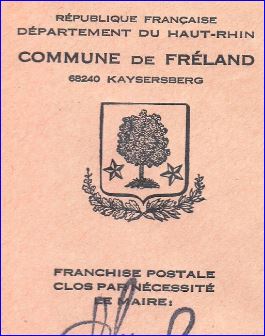 RÉPUBLIQUE FRANÇAISE
DÉPARTEMENT DU HAUT-RHIN
COMMUNE DE FRÉLAND
68240 KAYSERSBERG
FRANCHISE POSTALE
CLOS PAR NÉCESSITÉ
LE MAIRE: